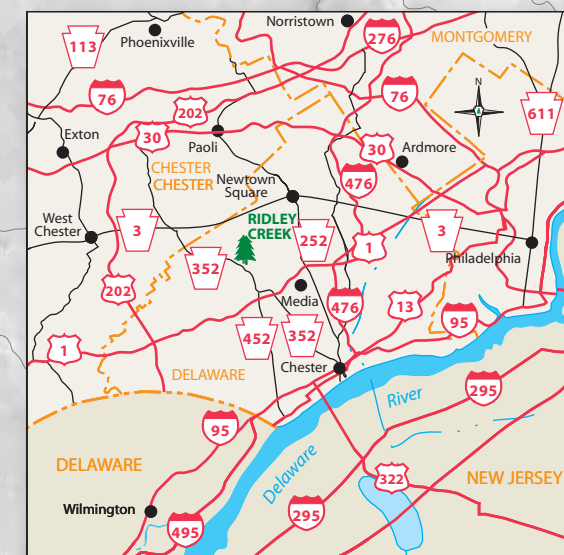 Norristown
113
Phoenixville
276
MONTGOMERY
76
202
76
N
611
Exton
30
Paoli
30
Ardmore
CHESTER
CHESTER
Newtown
Square
476
West
Chester
3
RIDLEY
CREEK
252
3
1
Philadelphia
352
202
Media
476
13
95
1
452
352
Chester
DELAWARE
River
295
95
DELAWARE
Delaware
322
NEW JERSEY
Wilmington
295
495